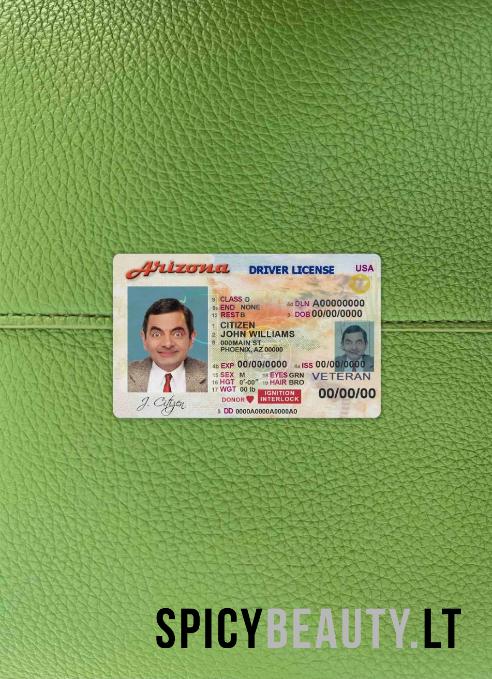 Arizona DRIVER LICENSE USA
9 CLASS D
9a END NONE
12 REST B
4d DLN A00000000
3 DOB 00/00/0000
1 CITIZEN
2 JOHN WILLIAMS
8 000MAIN ST
PHOENIX, AZ 00000
4b EXP 00/00/0000 4a ISS 00/00/0000
15 SEX M 18 EYES GRN
16 HGT 0'-00" 19 HAIR BRO
17 WGT 00 lb
VETERAN
DONOR
IGNITION
INTERLOCK
00/00/00
J. Citizen
5 DD 0000A0000A0000A0
SPICYBEAUTY.LT